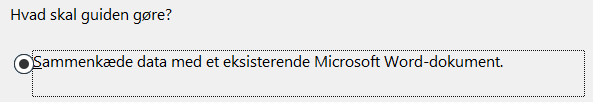 Hvad skal guiden gøre?
Sammenkæde data med et eksisterende Microsoft Word-dokument.